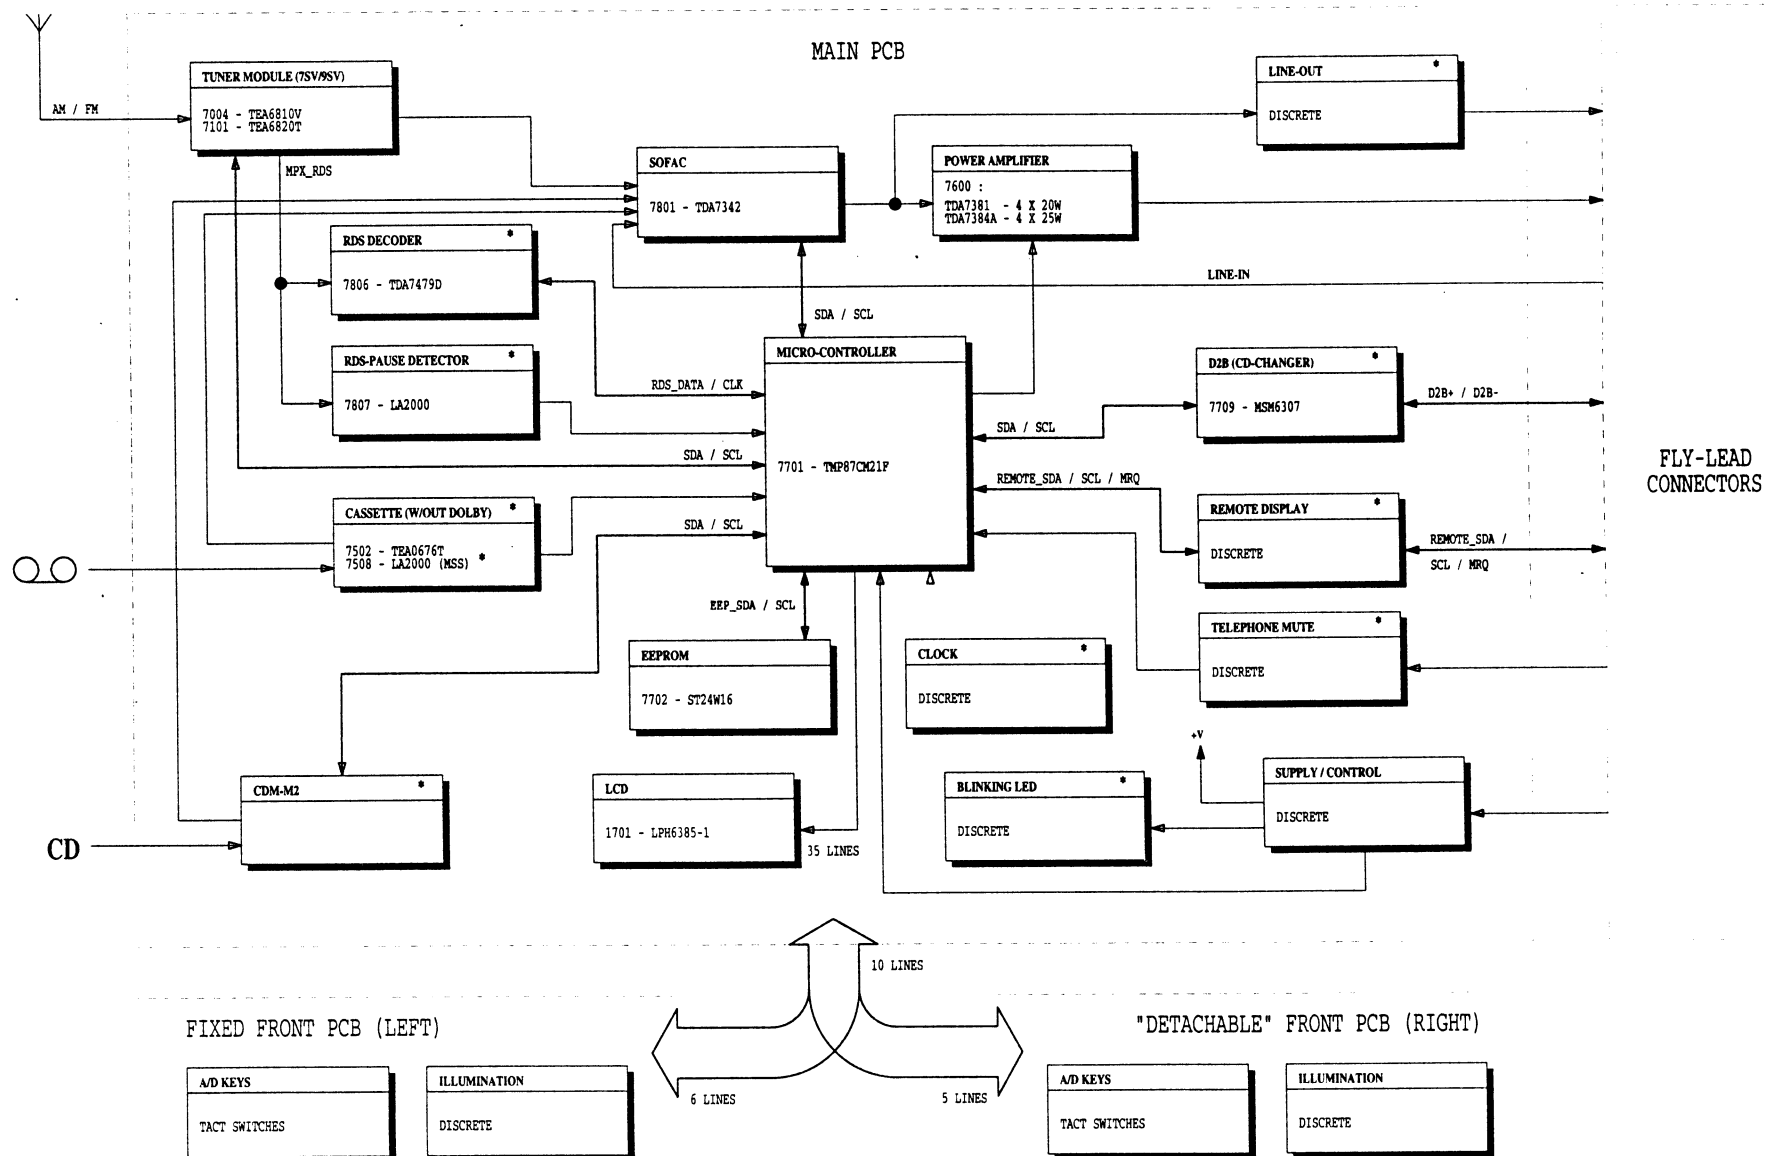 MAIN PCB
TUNER MODULE (7SV/9SV)
7004 - TEA6810V
7101 - TEA6820T
AM / FM
MPX_RDS
LINE-OUT *
DISCRETE
SOFAC
7801 - TDA7342
POWER AMPLIFIER
7600 :
TDA7381 - 4 X 20W
TDA7384A - 4 X 25W
RDS DECODER *
7806 - TDA7479D
LINE-IN
SDA / SCL
RDS-PAUSE DETECTOR *
7807 - LA2000
RDS_DATA / CLK
MICRO-CONTROLLER
7701 - TMP87CM21F
D2B (CD-CHANGER) *
7709 - MSM6307
D2B+ / D2B-
SDA / SCL
SDA / SCL
FLY-LEAD
CONNECTORS
REMOTE_SDA / SCL / MRQ
CASSETTE (W/OUT DOLBY) *
7502 - TEA0676T
7508 - LA2000 (MSS) *
SDA / SCL
REMOTE DISPLAY *
DISCRETE
REMOTE_SDA /
SCL / MRQ
EEP_SDA / SCL
EEPROM
7702 - ST24W16
CLOCK *
DISCRETE
TELEPHONE MUTE *
DISCRETE
+V
CDM-M2 *
CD
LCD
1701 - LPH6385-1
35 LINES
BLINKING LED *
DISCRETE
SUPPLY / CONTROL
DISCRETE
10 LINES
FIXED FRONT PCB (LEFT)
"DETACHABLE" FRONT PCB (RIGHT)
6 LINES
5 LINES
A/D KEYS
TACT SWITCHES
ILLUMINATION
DISCRETE
A/D KEYS
TACT SWITCHES
ILLUMINATION
DISCRETE